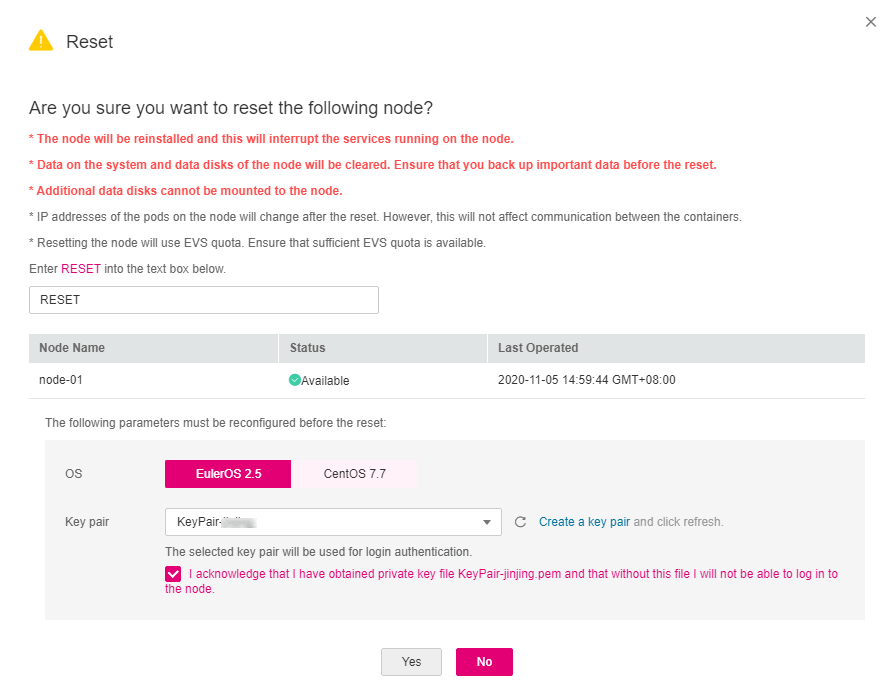 Reset
Are you sure you want to reset the following node?
* The node will be reinstalled and this will interrupt the services running on the node.
* Data on the system and data disks of the node will be cleared. Ensure that you back up important data before the reset.
* Additional data disks cannot be mounted to the node.
* IP addresses of the pods on the node will change after the reset. However, this will not affect communication between the containers.
* Resetting the node will use EVS quota. Ensure that sufficient EVS quota is available.
Enter RESET into the text box below.
RESET
Node Name Status Last Operated
node-01 Available 2020-11-05 14:59:44 GMT+08:00
The following parameters must be reconfigured before the reset:
OS EulerOS 2.5 CentOS 7.7
Key pair KeyPair- Create a key pair and click refresh.
The selected key pair will be used for login authentication.
I acknowledge that I have obtained private key file KeyPair-jinjing.pem and that without this file I will not be able to log in to
the node.
Yes No